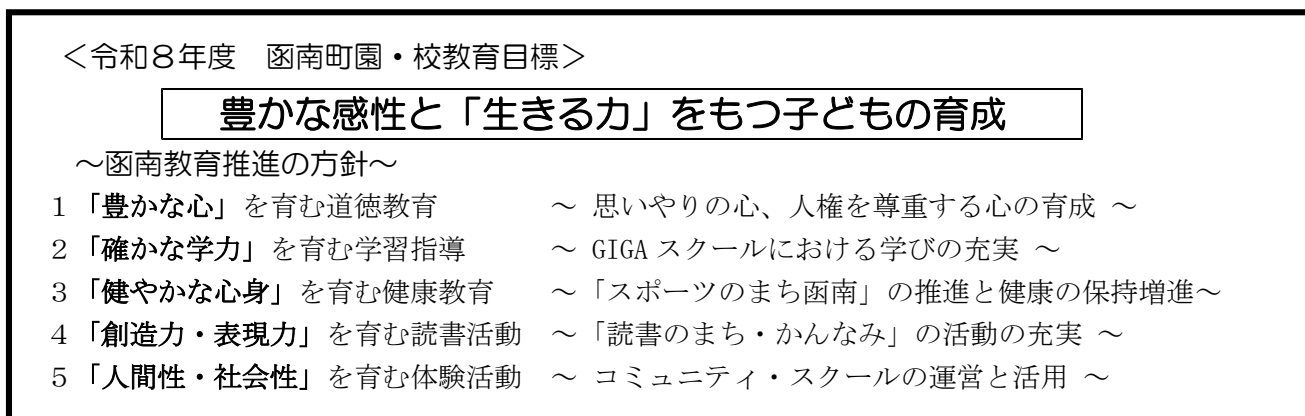 ＜令和８年度　函南町園・校教育目標＞
豊かな感性と「生きる力」をもつ子どもの育成
～函南教育推進の方針～
１「豊かな心」を育む道徳教育　　　　～ 思いやりの心、人権を尊重する心の育成 ～
２「確かな学力」を育む学習指導　　　～ GIGA スクールにおける学びの充実 ～
３「健やかな心身」を育む健康教育　　～「スポーツのまち函南」の推進と健康の保持増進～
４「創造力・表現力」を育む読書活動　～「読書のまち・かんなみ」の活動の充実 ～
５「人間性・社会性」を育む体験活動　～ コミュニティ・スクールの運営と活用 ～